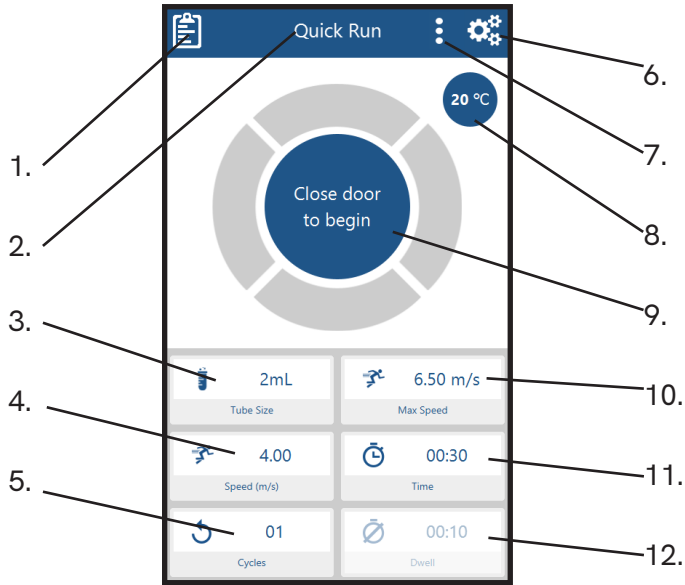 Quick Run
20 °C
Close door
to begin
2mL
Tube Size
6.50 m/s
Max Speed
4.00
Speed (m/s)
00:30
Time
01
Cycles
00:10
Dwell
1.
2.
3.
4.
5.
6.
7.
8.
9.
10.
11.
12.